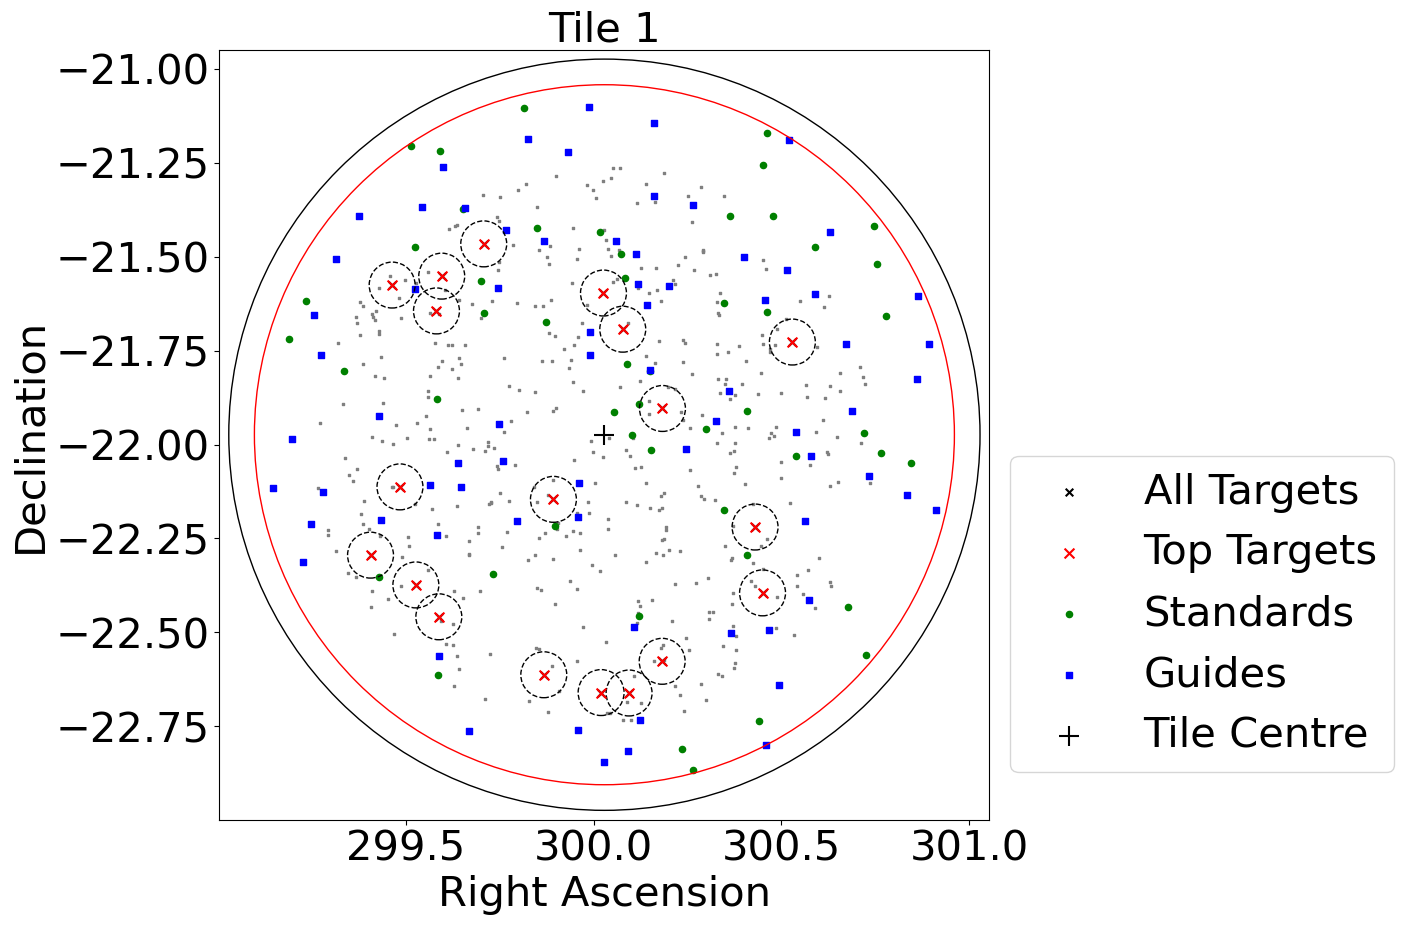 Tile 1
−21.00
−21.25
−21.50
−21.75
−22.00
−22.25
−22.50
−22.75
Declination
299.5
300.0
300.5
301.0
Right Ascension
All Targets
Top Targets
Standards
Guides
Tile Centre